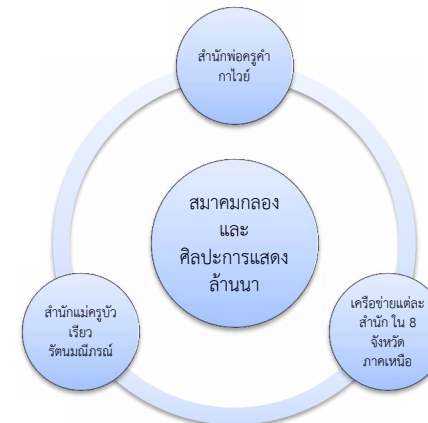 สำนักพ่อครูคำ
กาไวย์
สมาคมกลอง
และ
ศิลปะการแสดง
ล้านนา
สำนักแม่ครูบัว
เรียว
รัตนมณีภรณ์
เครือข่ายแต่ละ
สำนัก ใน 8
จังหวัด
ภาคเหนือ